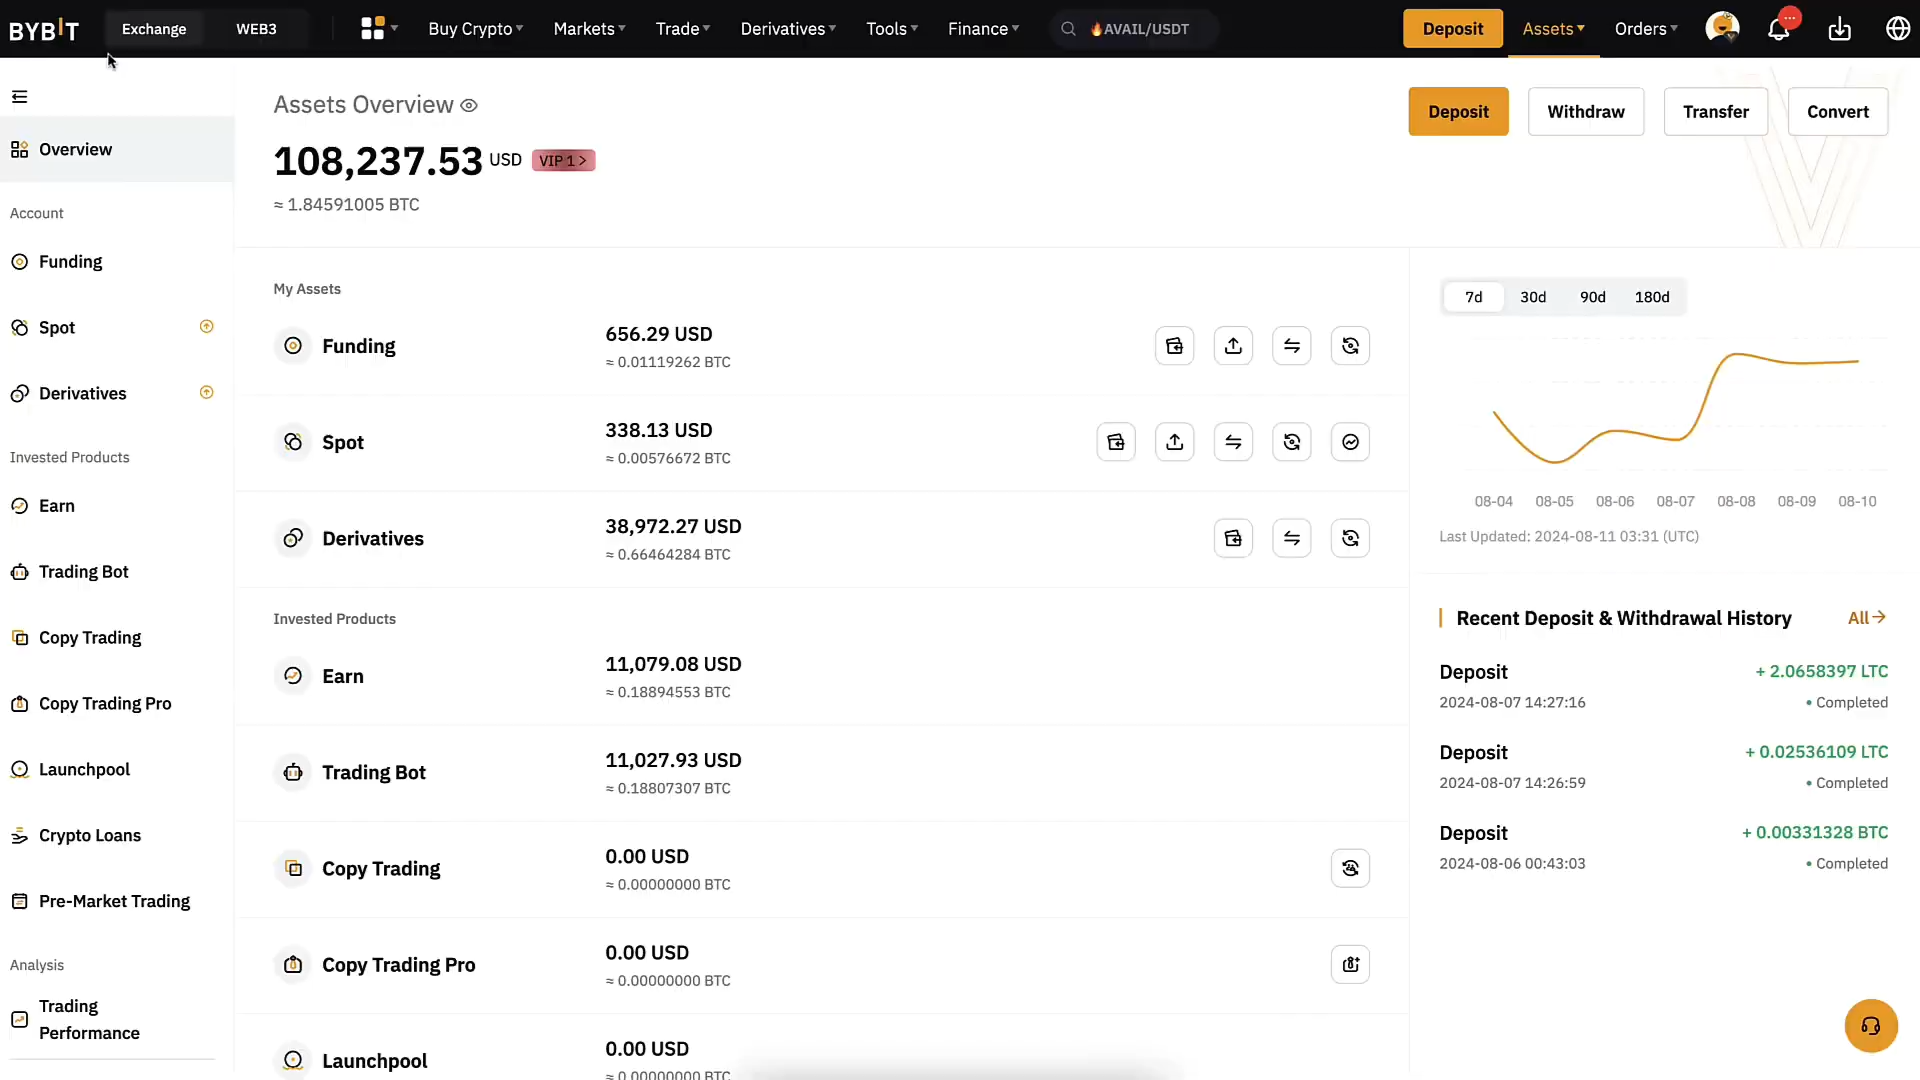 BYBIT
Exchange
WEB3
Buy Crypto
Markets
Trade
Derivatives
Tools
Finance
🔥AVAIL/USDT
Deposit
Assets
Orders
Overview
Account
Funding
Spot
Derivatives
Invested Products
Earn
Trading Bot
Copy Trading
Copy Trading Pro
Launchpool
Crypto Loans
Pre-Market Trading
Analysis
Trading
Performance
Assets Overview
108,237.53 USD VIP 1 >
≈ 1.84591005 BTC
Deposit
Withdraw
Transfer
Convert
My Assets
Funding
656.29 USD
≈ 0.01119262 BTC
Spot
338.13 USD
≈ 0.00576672 BTC
Derivatives
38,972.27 USD
≈ 0.66464284 BTC
Invested Products
Earn
11,079.08 USD
≈ 0.18894553 BTC
Trading Bot
11,027.93 USD
≈ 0.18807307 BTC
Copy Trading
0.00 USD
≈ 0.00000000 BTC
Copy Trading Pro
0.00 USD
≈ 0.00000000 BTC
Launchpool
0.00 USD
≈ 0.00000000 BTC
7d 30d 90d 180d
08-04 08-05 08-06 08-07 08-08 08-09 08-10
Last Updated: 2024-08-11 03:31 (UTC)
Recent Deposit & Withdrawal History All→
Deposit + 2.0658397 LTC
2024-08-07 14:27:16 • Completed
Deposit + 0.02536109 LTC
2024-08-07 14:26:59 • Completed
Deposit + 0.00331328 BTC
2024-08-06 00:43:03 • Completed